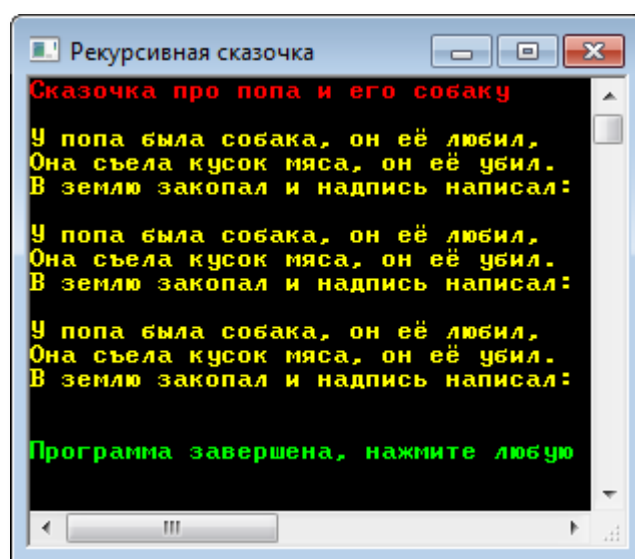 Рекурсивная сказочка
Сказочка про попа и его собаку
У попа была собака, он её любил,
Она съела кусок мяса, он её убил.
В землю закопал и надпись написал:
У попа была собака, он её любил,
Она съела кусок мяса, он её убил.
В землю закопал и надпись написал:
У попа была собака, он её любил,
Она съела кусок мяса, он её убил.
В землю закопал и надпись написал:
Программа завершена, нажмите любую